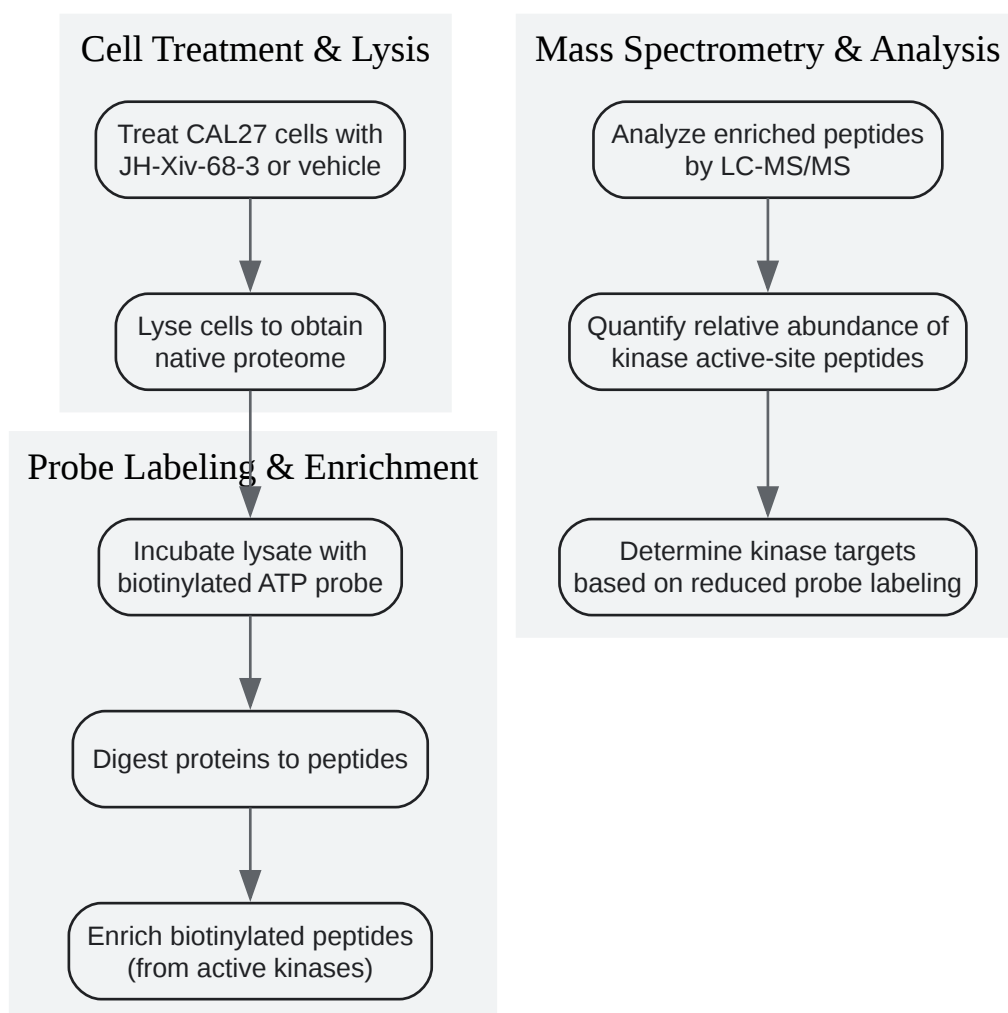 Cell Treatment & Lysis
Treat CAL27 cells with
JH-Xiv-68-3 or vehicle
Lyse cells to obtain
native proteome
Probe Labeling & Enrichment
Incubate lysate with
biotinylated ATP probe
Digest proteins to peptides
Enrich biotinylated peptides
(from active kinases)
Mass Spectrometry & Analysis
Analyze enriched peptides
by LC-MS/MS
Quantify relative abundance of
kinase active-site peptides
Determine kinase targets
based on reduced probe labeling